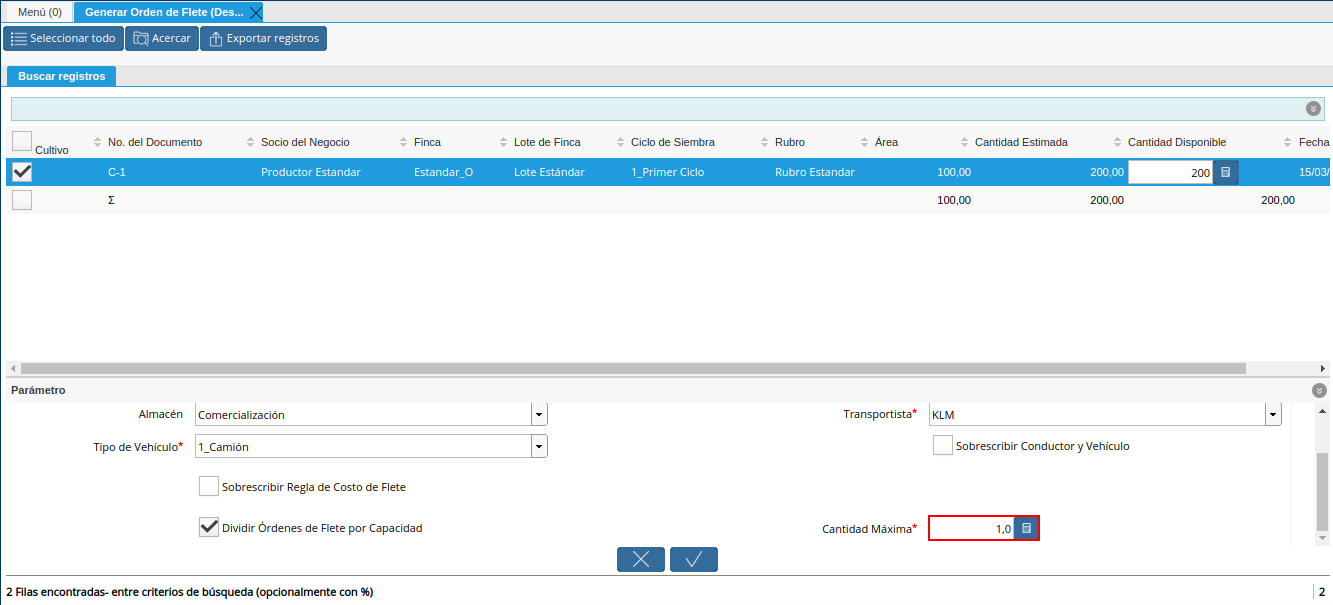 Menú (0) Generar Orden de Flete (Des...
Seleccionar todo Acercar Exportar registros
Buscar registros
Cultivo No. del Documento Socio del Negocio Finca Lote de Finca Ciclo de Siembra Rubro Área Cantidad Estimada Cantidad Disponible Fecha
C-1 Productor Estandar Estandar_O Lote Estándar 1_Primer Ciclo Rubro Estandar 100,00 200,00 200 15/03/
Σ 100,00 200,00 200,00
Parámetro
Almacén Comercialización Transportista* KLM
Tipo de Vehículo* 1_Camión Sobrescribir Conductor y Vehículo
Sobrescribir Regla de Costo de Flete
Dividir Órdenes de Flete por Capacidad Cantidad Máxima* 1,0
2 Filas encontradas- entre criterios de búsqueda (opcionalmente con %) 2